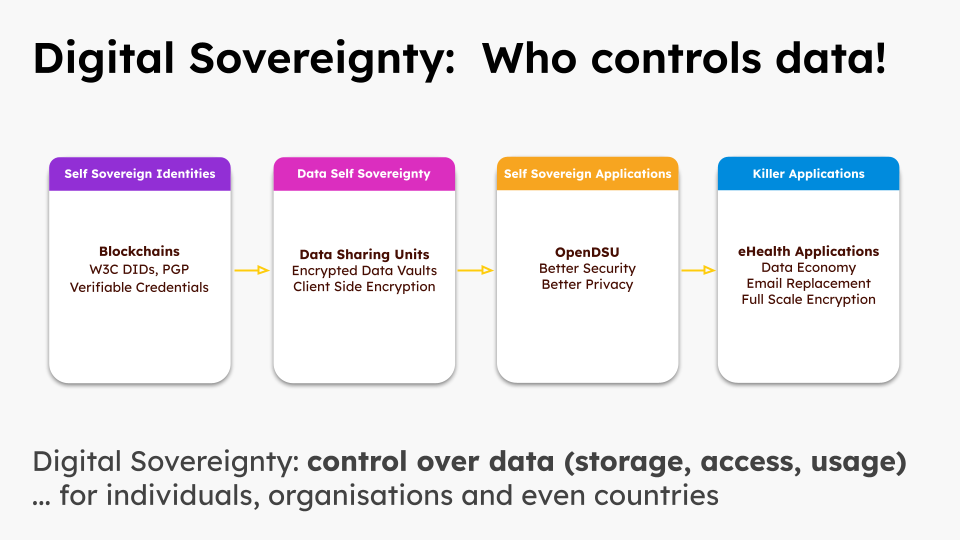 Digital Sovereignty:  Who controls data!
Self Sovereign Identities
Blockchains
W3C DIDs, PGP
Verifiable Credentials
Data Self Sovereignty
Data Sharing Units
Encrypted Data Vaults
Client Side Encryption
Self Sovereign Applications
OpenDSU
Better Security
Better Privacy
Killer Applications
eHealth Applications
Data Economy
Email Replacement
Full Scale Encryption
Digital Sovereignty: control over data (storage, access, usage)
... for individuals, organisations and even countries